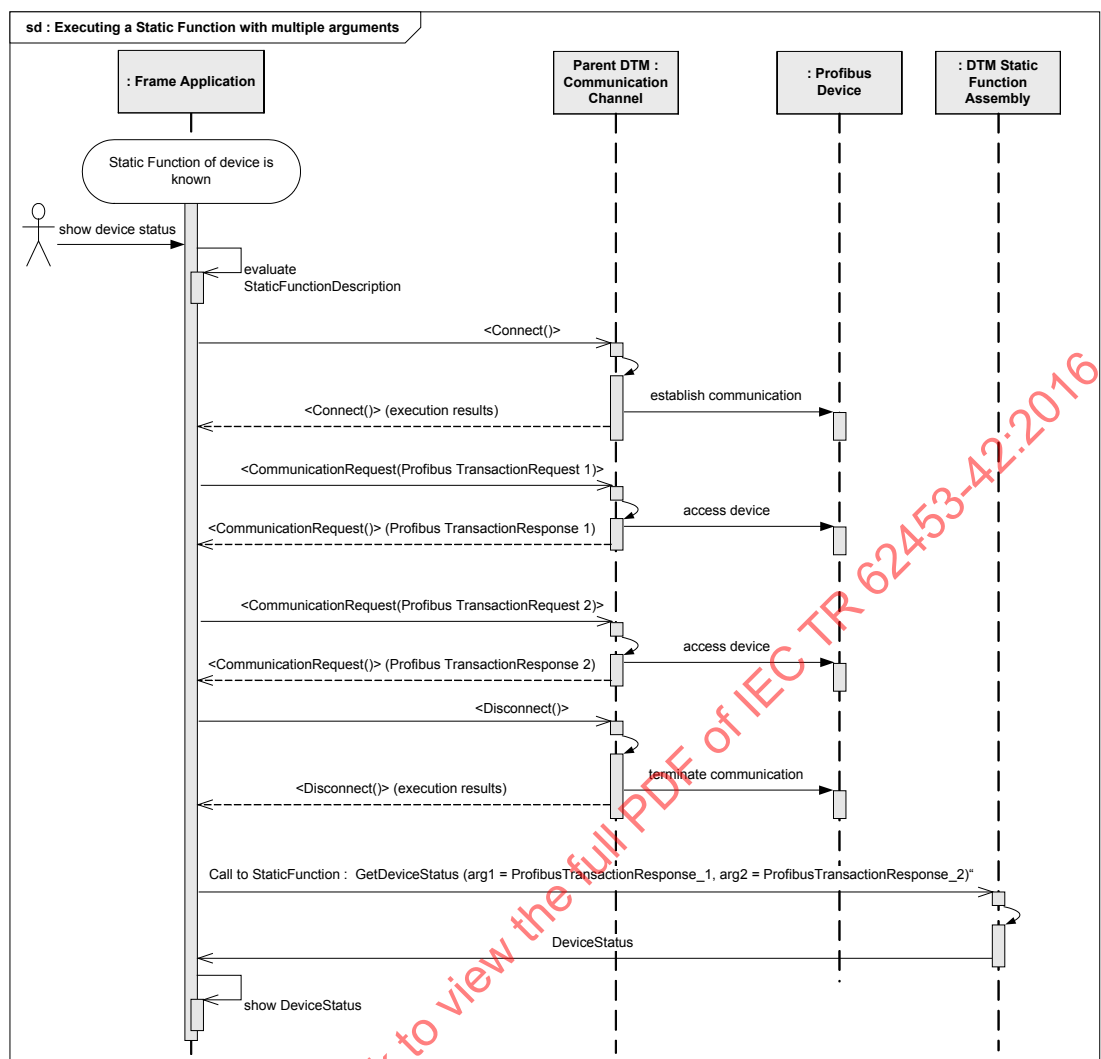 sd : Executing a Static Function with multiple arguments
: Frame Application
Parent DTM :
Communication
Channel
: Profibus
Device
: DTM Static
Function
Assembly
Static Function of device is
known
show device status
evaluate
StaticFunctionDescription
<Connect()>
establish communication
<Connect()> (execution results)
<CommunicationRequest(Profibus TransactionRequest 1)>
access device
<CommunicationRequest()> (Profibus TransactionResponse 1)
<CommunicationRequest(Profibus TransactionRequest 2)>
access device
<CommunicationRequest()> (Profibus TransactionResponse 2)
<Disconnect()>
terminate communication
<Disconnect()> (execution results)
Call to StaticFunction :  GetDeviceStatus (arg1 = ProfibusTransactionResponse_1, arg2 = ProfibusTransactionResponse_2)“
DeviceStatus
show DeviceStatus
to view the full PDF of IEC TR 62453-42:2016